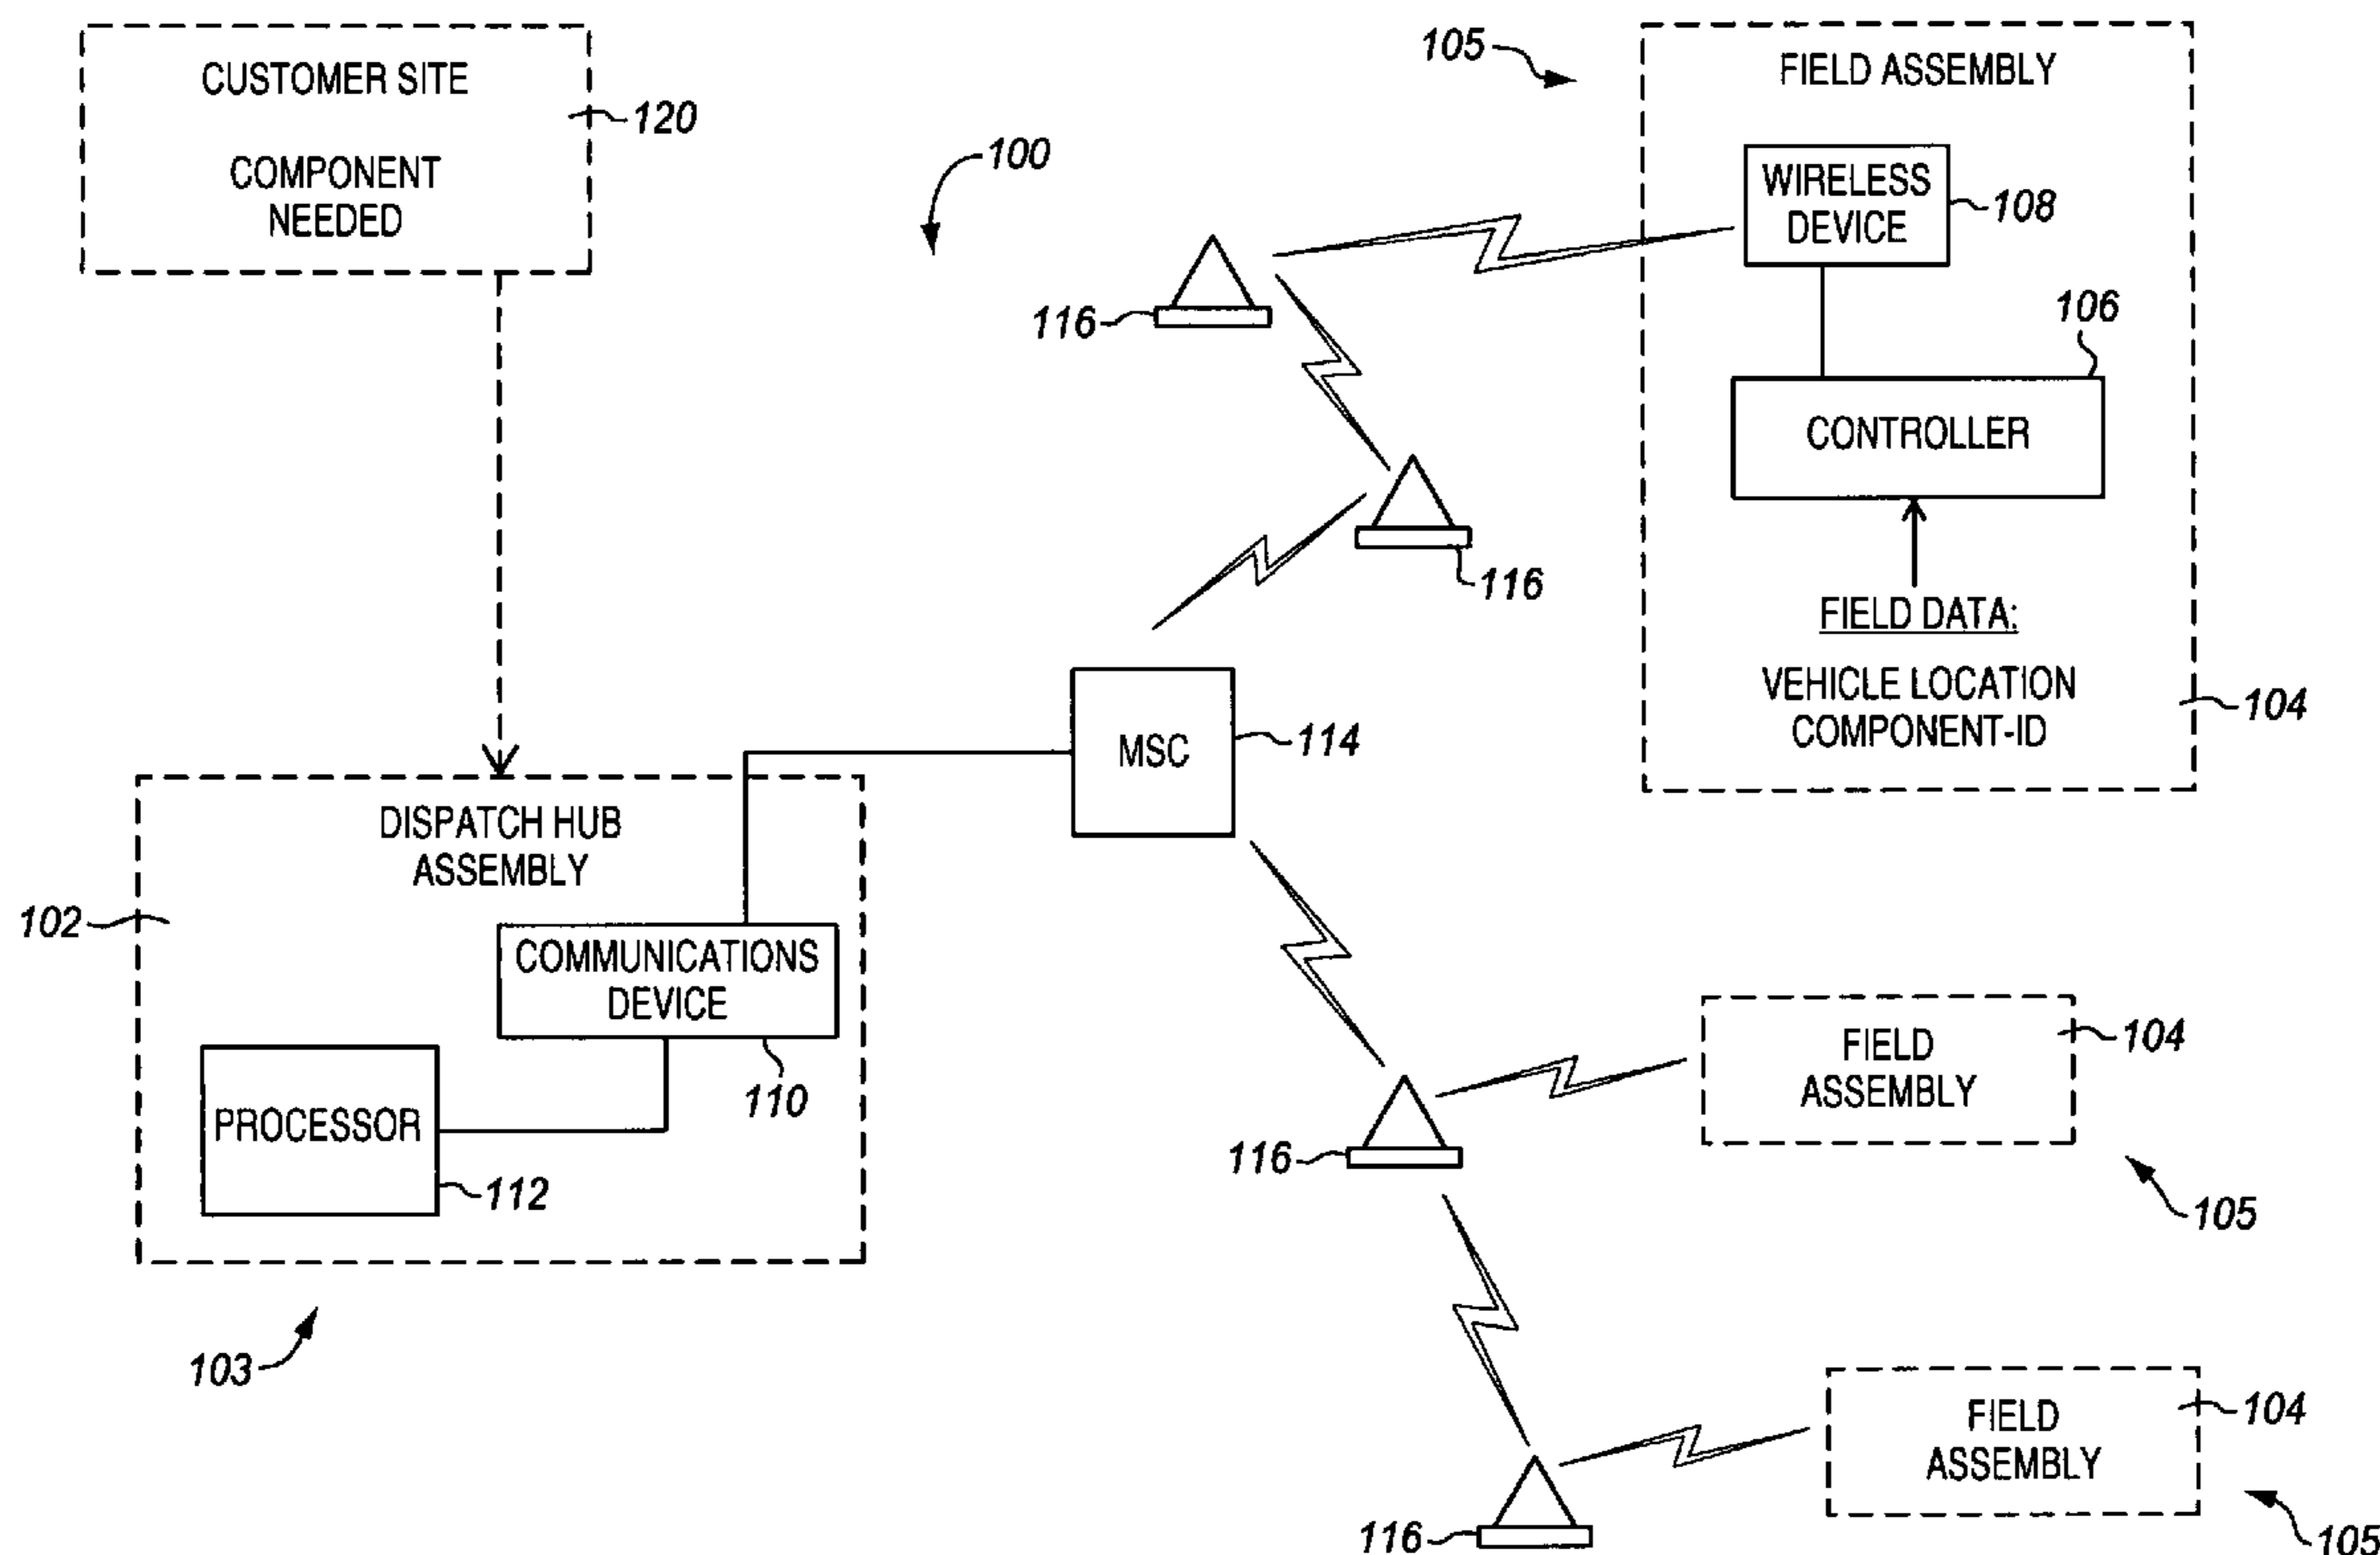 CUSTOMER SITE
COMPONENT
NEEDED
120
100
105
FIELD ASSEMBLY
WIRELESS
DEVICE
108
106
CONTROLLER
FIELD DATA:
VEHICLE LOCATION
COMPONENT-ID
104
116
116
MSC
114
DISPATCH HUB
ASSEMBLY
102
COMMUNICATIONS
DEVICE
110
PROCESSOR
112
103
116
FIELD
ASSEMBLY
104
105
116
FIELD
ASSEMBLY
104
105